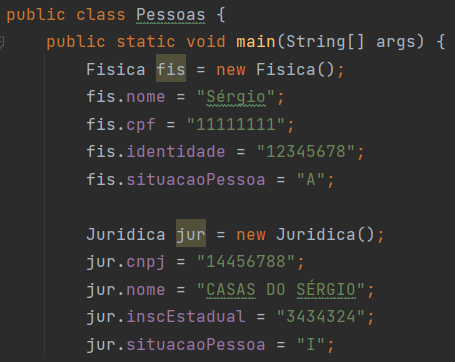 public class Pessoas {
public static void main(String[] args) {
Fisica fis = new Fisica();
fis.nome = "Sérgio";
fis.cpf = "11111111";
fis.identidade = "12345678";
fis.situacaoPessoa = "A";
Juridica jur = new Juridica();
jur.cnpj = "14456788";
jur.nome = "CASAS DO SÉRGIO";
jur.inscEstadual = "3434324";
jur.situacaoPessoa = "I";